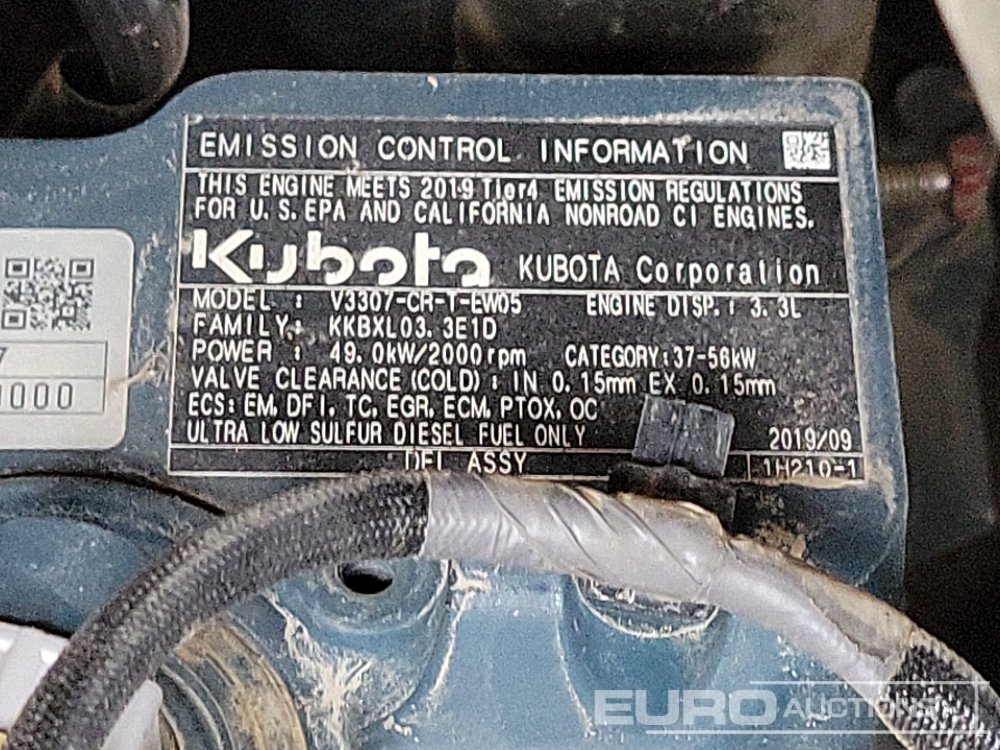 EMISSION CONTROL INFORMATION
THIS ENGINE MEETS 2019 Tier4 EMISSION REGULATIONS
FOR U.S.EPA AND CALIFORNIA NONROAD CI ENGINES.
Kubota KUBOTA Corporation
MODEL : V3307-CR-T-EW05 ENGINE DISP.: 3.3L
FAMILY: KKBXL03.3E1D
POWER : 49.0kW/2000rpm CATEGORY:37-56kW
VALVE CLEARANCE(COLD): IN 0.15mm EX 0.15mm
ECS:EM,DFI,TC,EGR,ECM,PTOX,OC
ULTRA LOW SULFUR DIESEL FUEL ONLY 2019/09
DFL ASSY 1H210-1
7
0000
EURO AUCTIONS